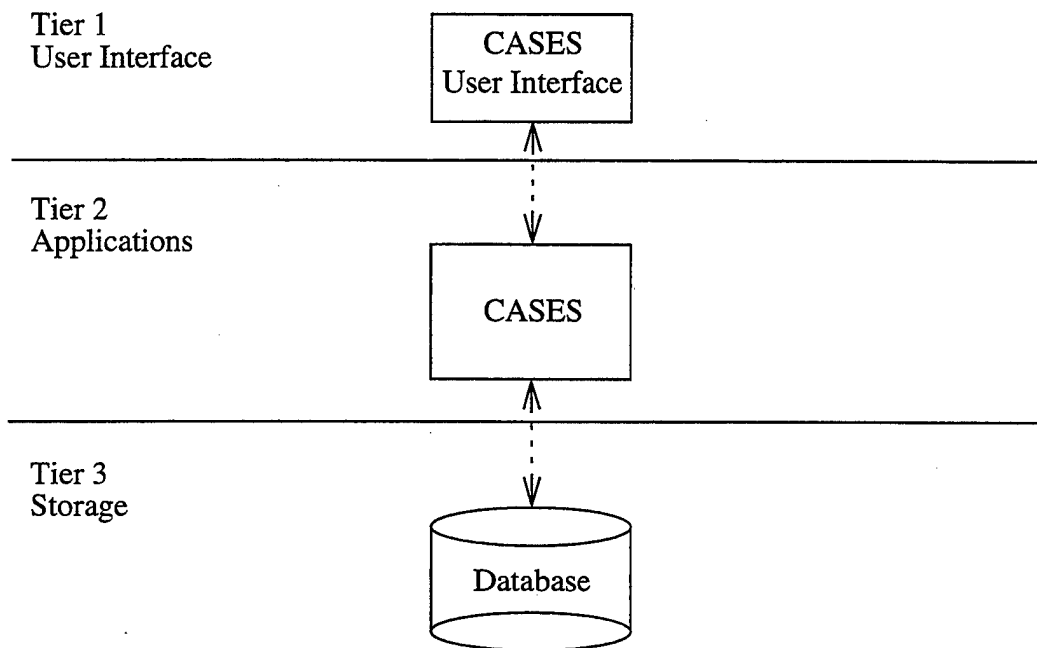 Tier 1
User Interface
CASES
User Interface
Tier 2
Applications
CASES
Tier 3
Storage
Database